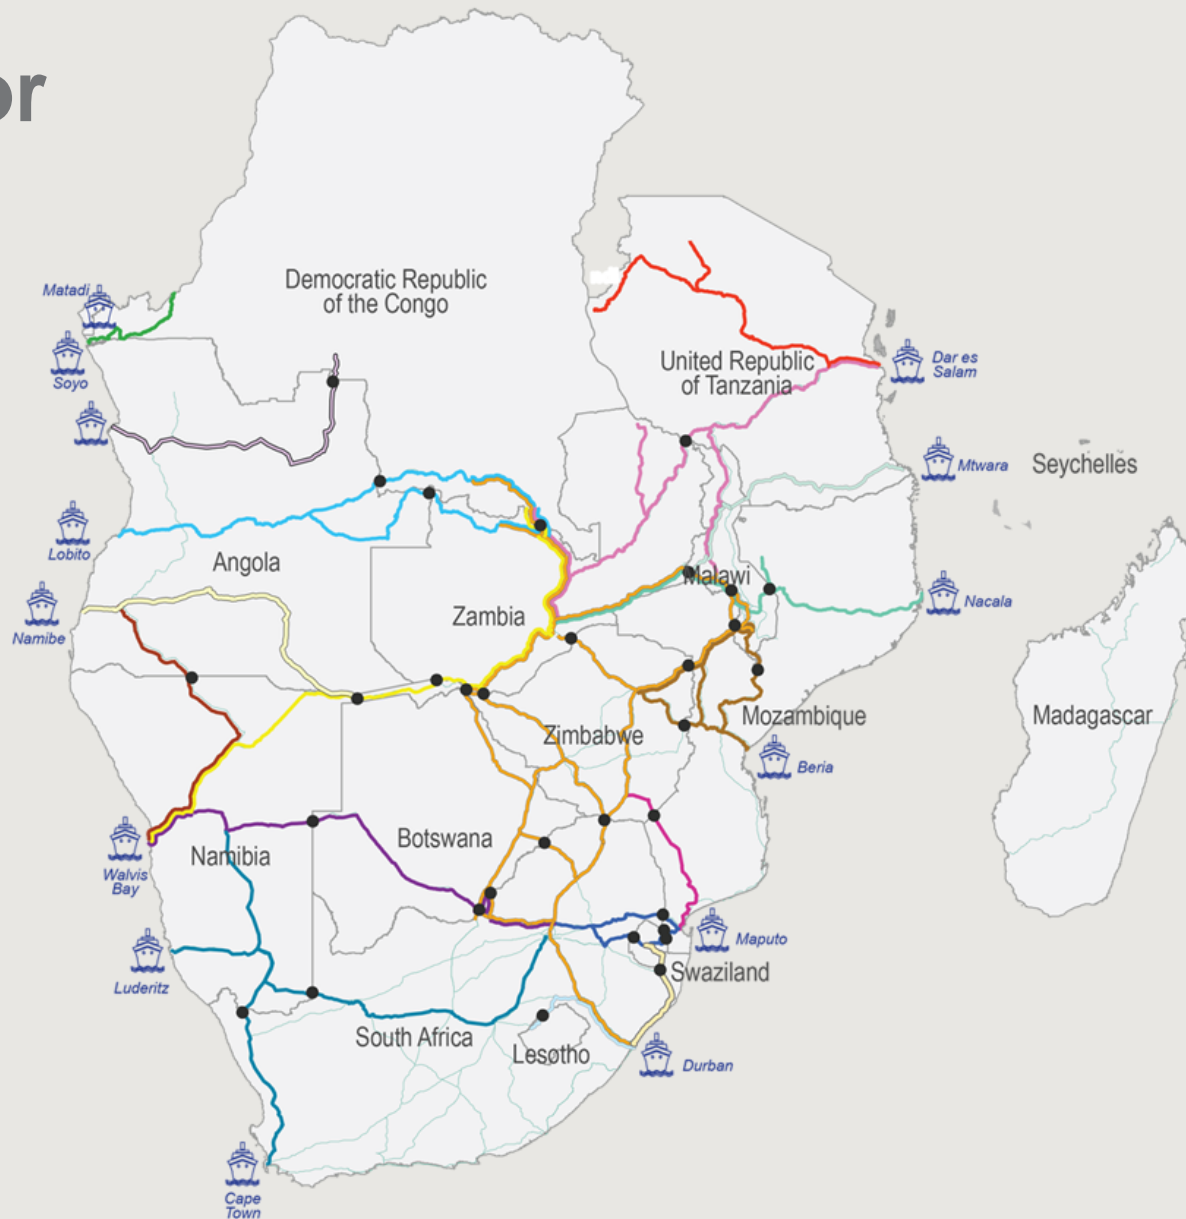 or
Democratic Republic
of the Congo
Matadi
Soyo
United Republic
of Tanzania
Dar es
Salam
Mtwara
Seychelles
Lobito
Angola
Malawi
Nacala
Namibe
Zambia
Zimbabwe
Mozambique
Madagascar
Beria
Botswana
Namibia
Walvis
Bay
Maputo
Swaziland
Luderitz
South Africa
Lesotho
Durban
Cape
Town